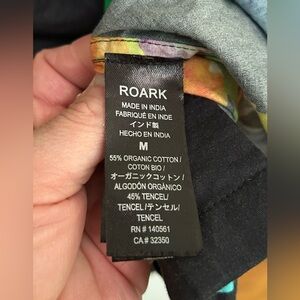 ROARK
MADE IN INDIA
FABRIQUÉ EN INDE
インド製
HECHO EN INDIA
M
55% ORGANIC COTTON /
COTON BIO /
オーガニックコットン /
ALGODÓN ORGÁNICO
45% TENCEL/
TENCEL /テンセル/
TENCEL
RN # 140561
CA # 32350